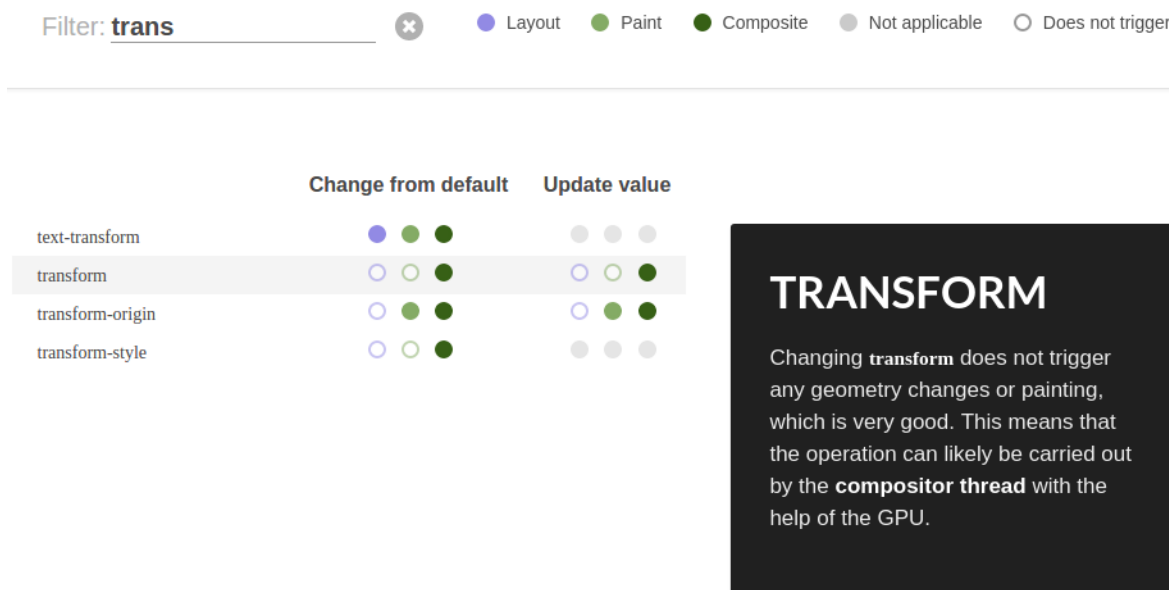 Filter: trans
Layout Paint Composite Not applicable Does not trigger
Change from default Update value
text-transform
transform
transform-origin
transform-style
TRANSFORM
Changing transform does not trigger
any geometry changes or painting,
which is very good. This means that
the operation can likely be carried out
by the compositor thread with the
help of the GPU.